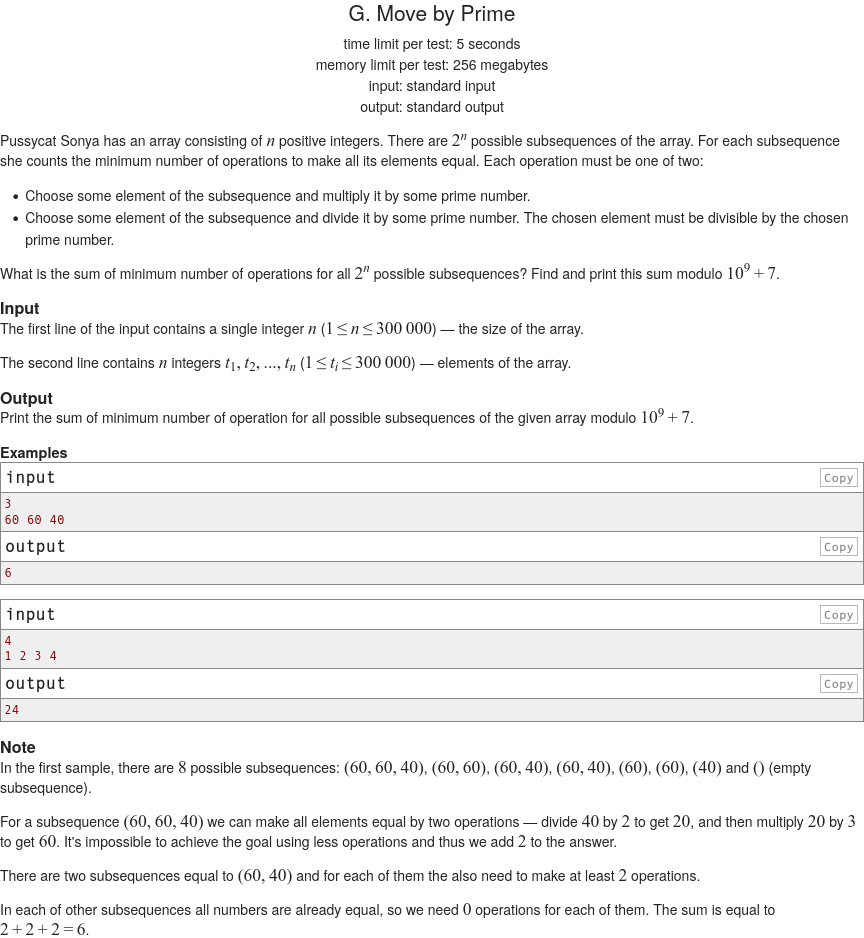 G. Move by Prime
time limit per test: 5 seconds
memory limit per test: 256 megabytes
input: standard input
output: standard output
Pussycat Sonya has an array consisting of n positive integers. There are 2^n possible subsequences of the array. For each subsequence
she counts the minimum number of operations to make all its elements equal. Each operation must be one of two:
• Choose some element of the subsequence and multiply it by some prime number.
• Choose some element of the subsequence and divide it by some prime number. The chosen element must be divisible by the chosen
prime number.
What is the sum of minimum number of operations for all 2^n possible subsequences? Find and print this sum modulo 10^9 + 7.
Input
The first line of the input contains a single integer n (1 ≤ n ≤ 300 000) — the size of the array.
The second line contains n integers t_1, t_2, ..., t_n (1 ≤ t_i ≤ 300 000) — elements of the array.
Output
Print the sum of minimum number of operation for all possible subsequences of the given array modulo 10^9 + 7.
Examples
input Copy
3
60 60 40
output Copy
6
input Copy
4
1 2 3 4
output Copy
24
Note
In the first sample, there are 8 possible subsequences: (60, 60, 40), (60, 60), (60, 40), (60, 40), (60), (60), (40) and () (empty
subsequence).
For a subsequence (60, 60, 40) we can make all elements equal by two operations — divide 40 by 2 to get 20, and then multiply 20 by 3
to get 60. It's impossible to achieve the goal using less operations and thus we add 2 to the answer.
There are two subsequences equal to (60, 40) and for each of them the also need to make at least 2 operations.
In each of other subsequences all numbers are already equal, so we need 0 operations for each of them. The sum is equal to
2 + 2 + 2 = 6.